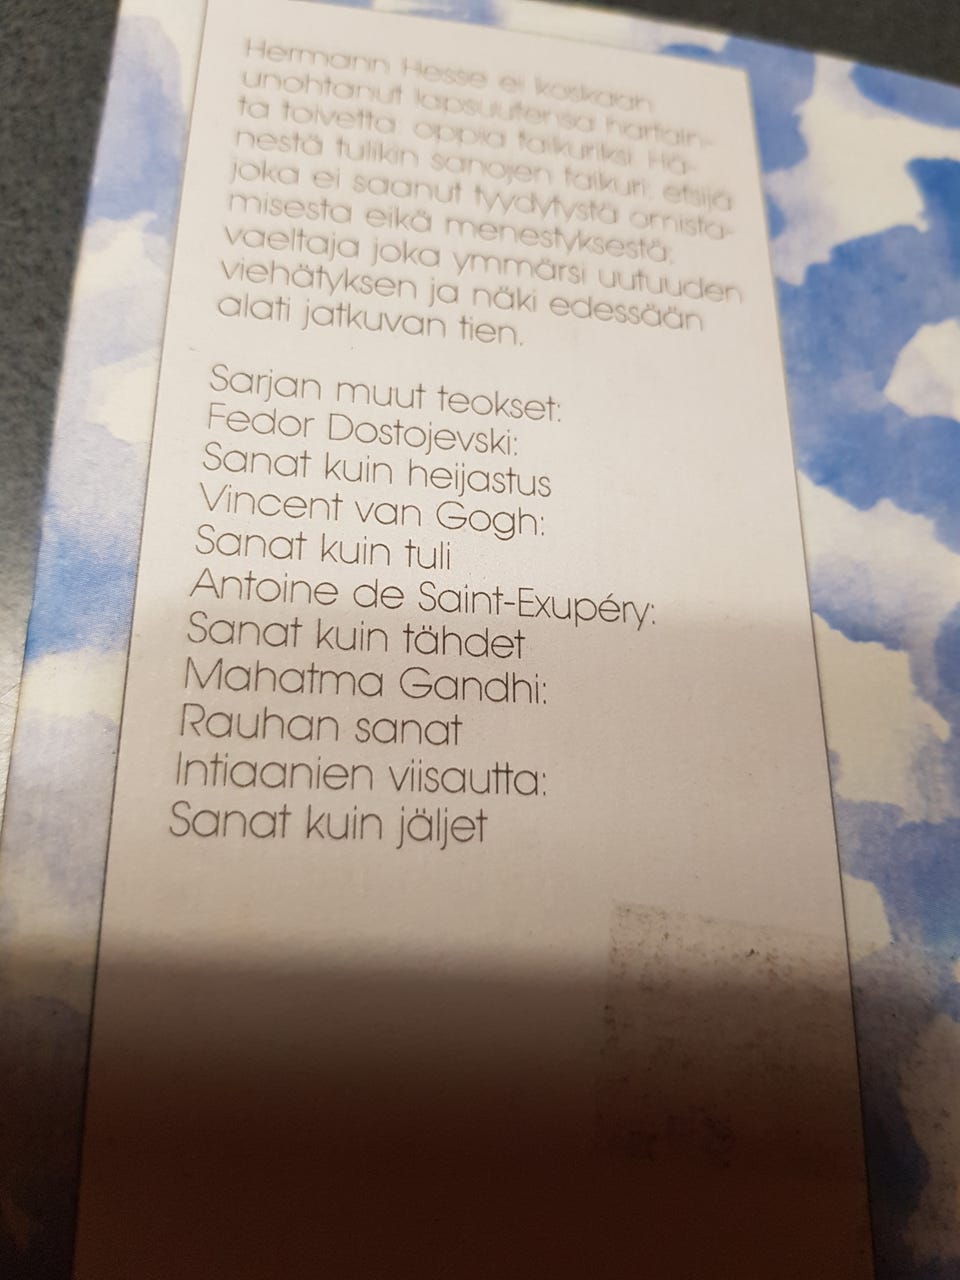 Hermann Hesse ei koskaan
unohtanut lapsuutensa hartain-
ta toivetta: oppia taikuriksi. Hä-
nestä tulikin sanojen taikuri: etsijä
joka ei saanut tyydytystä omista-
misesta eikä menestyksestä;
vaeltaja joka ymmärsi uutuuden
viehätyksen ja näki edessään
alati jatkuvan tien.
Sarjan muut teokset:
Fedor Dostojevski:
Sanat kuin heijastus
Vincent van Gogh:
Sanat kuin tuli
Antoine de Saint-Exupéry:
Sanat kuin tähdet
Mahatma Gandhi:
Rauhan sanat
Intiaanien viisautta:
Sanat kuin jäljet